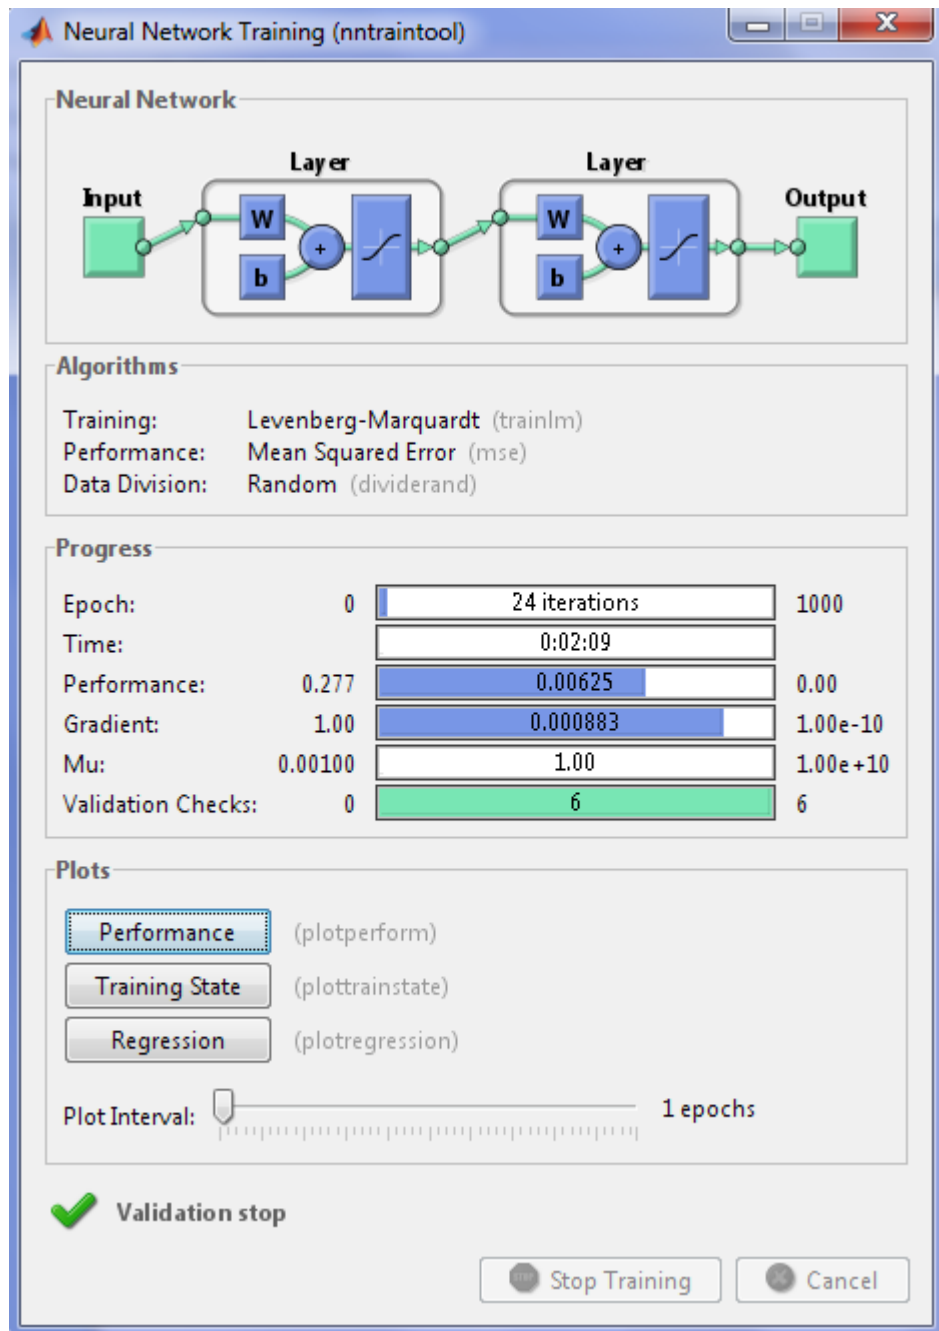 Neural Network Training (nntraintool)
Neural Network
Layer Layer
Input Output
W W
+ +
b b
Algorithms
Training: Levenberg-Marquardt (trainlm)
Performance: Mean Squared Error (mse)
Data Division: Random (dividerand)
Progress
Epoch: 0 24 iterations 1000
Time: 0:02:09
Performance: 0.277 0.00625 0.00
Gradient: 1.00 0.000883 1.00e-10
Mu: 0.00100 1.00 1.00e+10
Validation Checks: 0 6 6
Plots
Performance (plotperform)
Training State (plottrainstate)
Regression (plotregression)
Plot Interval: 1 epochs
Validation stop
Stop Training Cancel